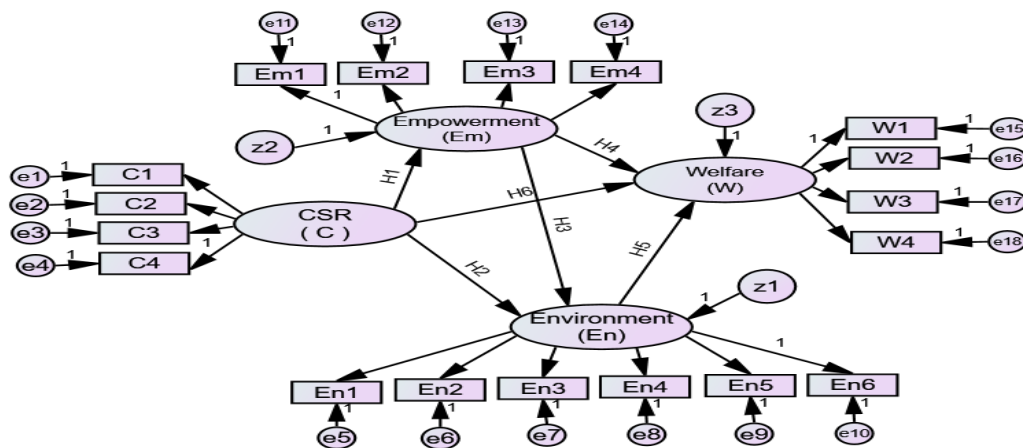 e11 e12 e13 e14
1 1 1 1
Em1 Em2 Em3 Em4
1
Empowerment
(Em)
z2 1
z3
1
Welfare
(W)
1
W1 1 e15
W2 1 e16
W3 1 e17
W4 1 e18
e1 1 C1
e2 1 C2
e3 1 C3
e4 1 C4
1
CSR
( C )
H1
H4
H6
H3
H2
H5
z1
1
Environment
(En)
1
En1 En2 En3 En4 En5 En6
1 1 1 1 1 1
e5 e6 e7 e8 e9 e10